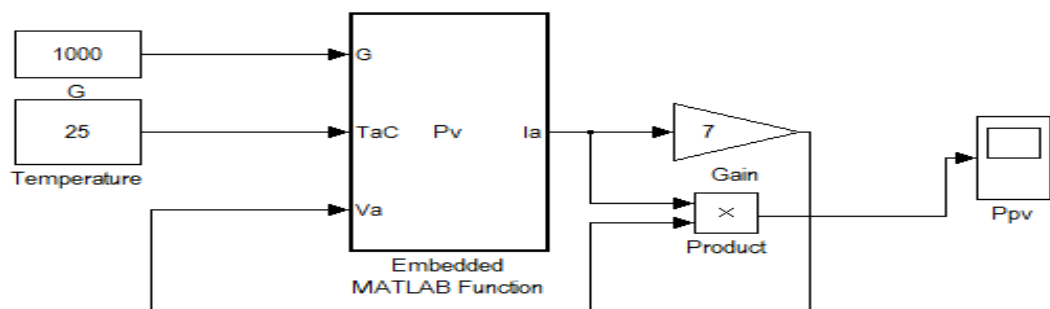 1000
G
25
Temperature
G
TaC
Va
Pv
Ia
Embedded
MATLAB Function
7
Gain
×
Product
Ppv